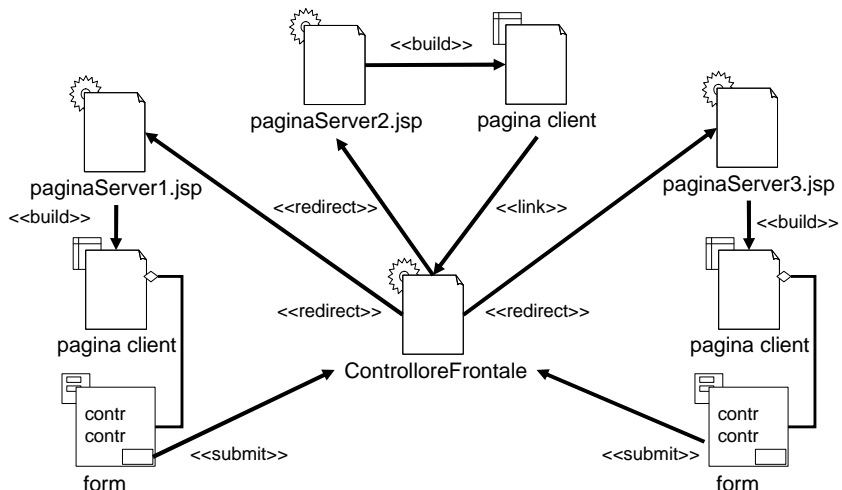 <<build>>
paginaServer2.jsp
pagina client
paginaServer1.jsp
paginaServer3.jsp
<<build>>
<<redirect>>
<<link>>
<<build>>
<<redirect>>
<<redirect>>
pagina client
pagina client
ControlloreFrontale
contr
contr
contr
contr
<<submit>>
<<submit>>
form
form